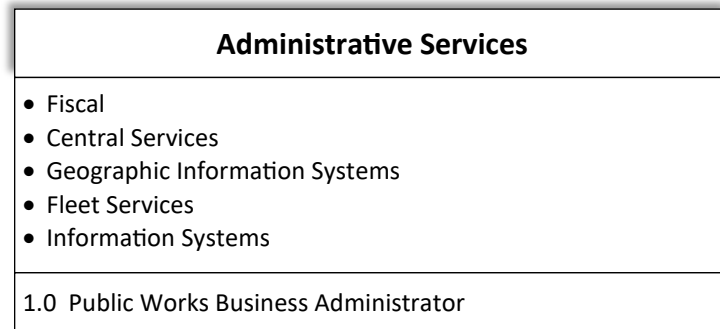 Administrative Services
• Fiscal
• Central Services
• Geographic Information Systems
• Fleet Services
• Information Systems
1.0 Public Works Business Administrator